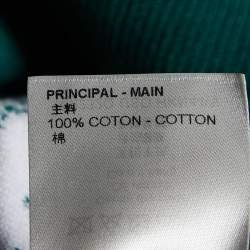 PRINCIPAL - MAIN
主料
100% COTON - COTTON
棉